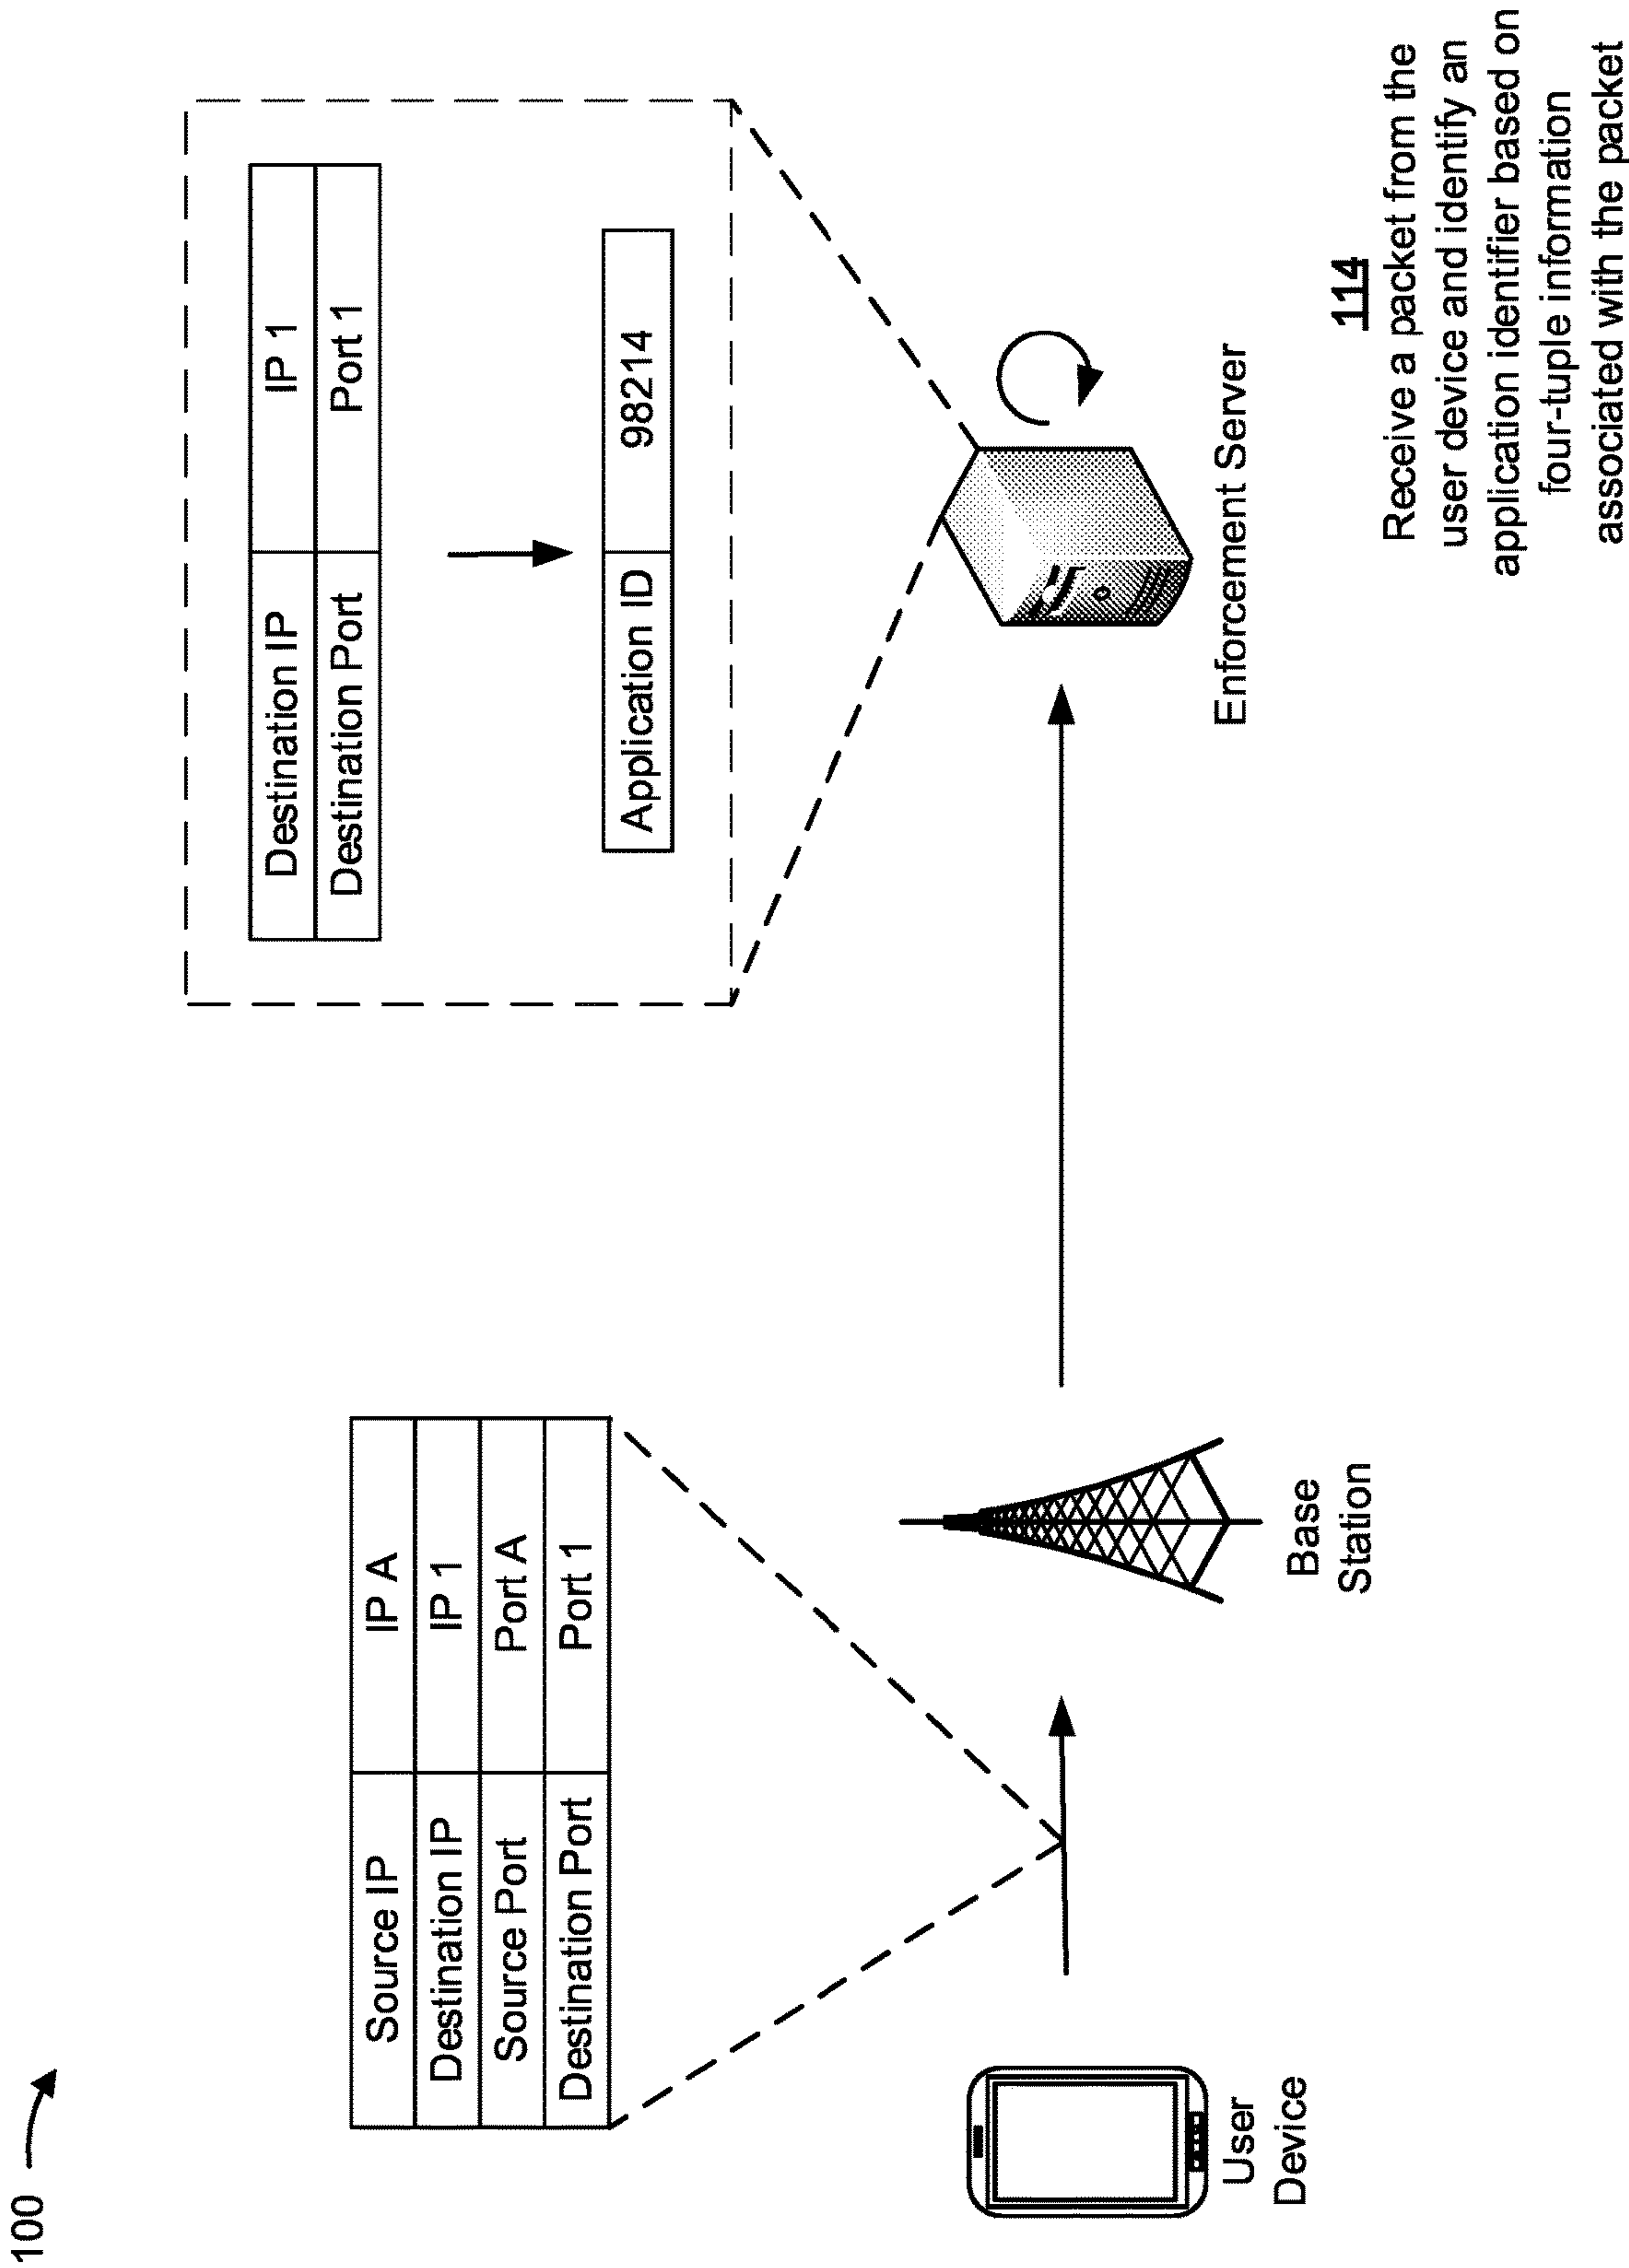 100
Source IP IP A
Destination IP IP 1
Source Port Port A
Destination Port Port 1
Destination IP IP 1
Destination Port Port 1
Application ID 98214
User
Device
Base
Station
Enforcement Server
114
Receive a packet from the
user device and identify an
application identifier based on
four-tuple information
associated with the packet